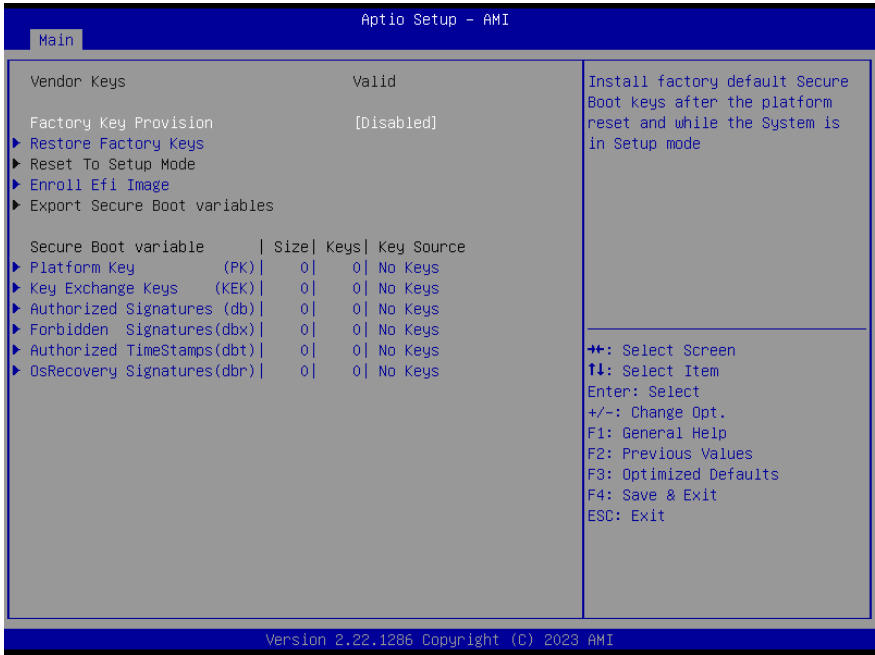 Aptio Setup – AMI
Main
Vendor Keys Valid
Factory Key Provision [Disabled]
Restore Factory Keys
Reset To Setup Mode
Enroll Efi Image
Export Secure Boot variables
Secure Boot variable | Size| Keys| Key Source
Platform Key (PK)| 0| 0| No Keys
Key Exchange Keys (KEK)| 0| 0| No Keys
Authorized Signatures (db)| 0| 0| No Keys
Forbidden Signatures(dbx)| 0| 0| No Keys
Authorized TimeStamps(dbt)| 0| 0| No Keys
OsRecovery Signatures(dbr)| 0| 0| No Keys
Install factory default Secure
Boot keys after the platform
reset and while the System is
in Setup mode
→←: Select Screen
↑↓: Select Item
Enter: Select
+/-: Change Opt.
F1: General Help
F2: Previous Values
F3: Optimized Defaults
F4: Save & Exit
ESC: Exit
Version 2.22.1286 Copyright (C) 2023 AMI